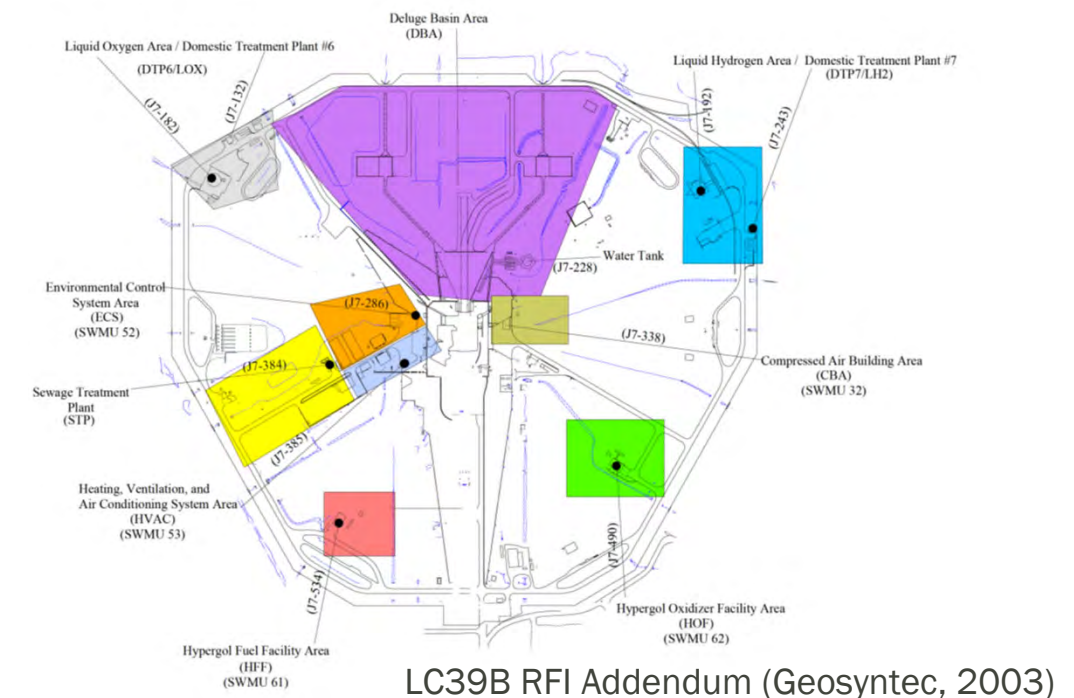 Deluge Basin Area
(DBA)
Liquid Oxygen Area / Domestic Treatment Plant #6
(DTP6/LOX)
(J7-132)
(J7-182)
Liquid Hydrogen Area / Domestic Treatment Plant #7
(DTP7/LH2)
(J7-192)
(J7-243)
Water Tank
(J7-228)
Environmental Control
System Area
(ECS)
(SWMU 52)
(J7-286)
(J7-338)
Compressed Air Building Area
(CBA)
(SWMU 32)
(J7-384)
Sewage Treatment
Plant
(STP)
(J7-385)
Heating, Ventilation, and
Air Conditioning System Area
(HVAC)
(SWMU 53)
(J7-490)
(J7-534)
Hypergol Oxidizer Facility Area
(HOF)
(SWMU 62)
Hypergol Fuel Facility Area
(HFF)
(SWMU 61)
LC39B RFI Addendum (Geosyntec, 2003)